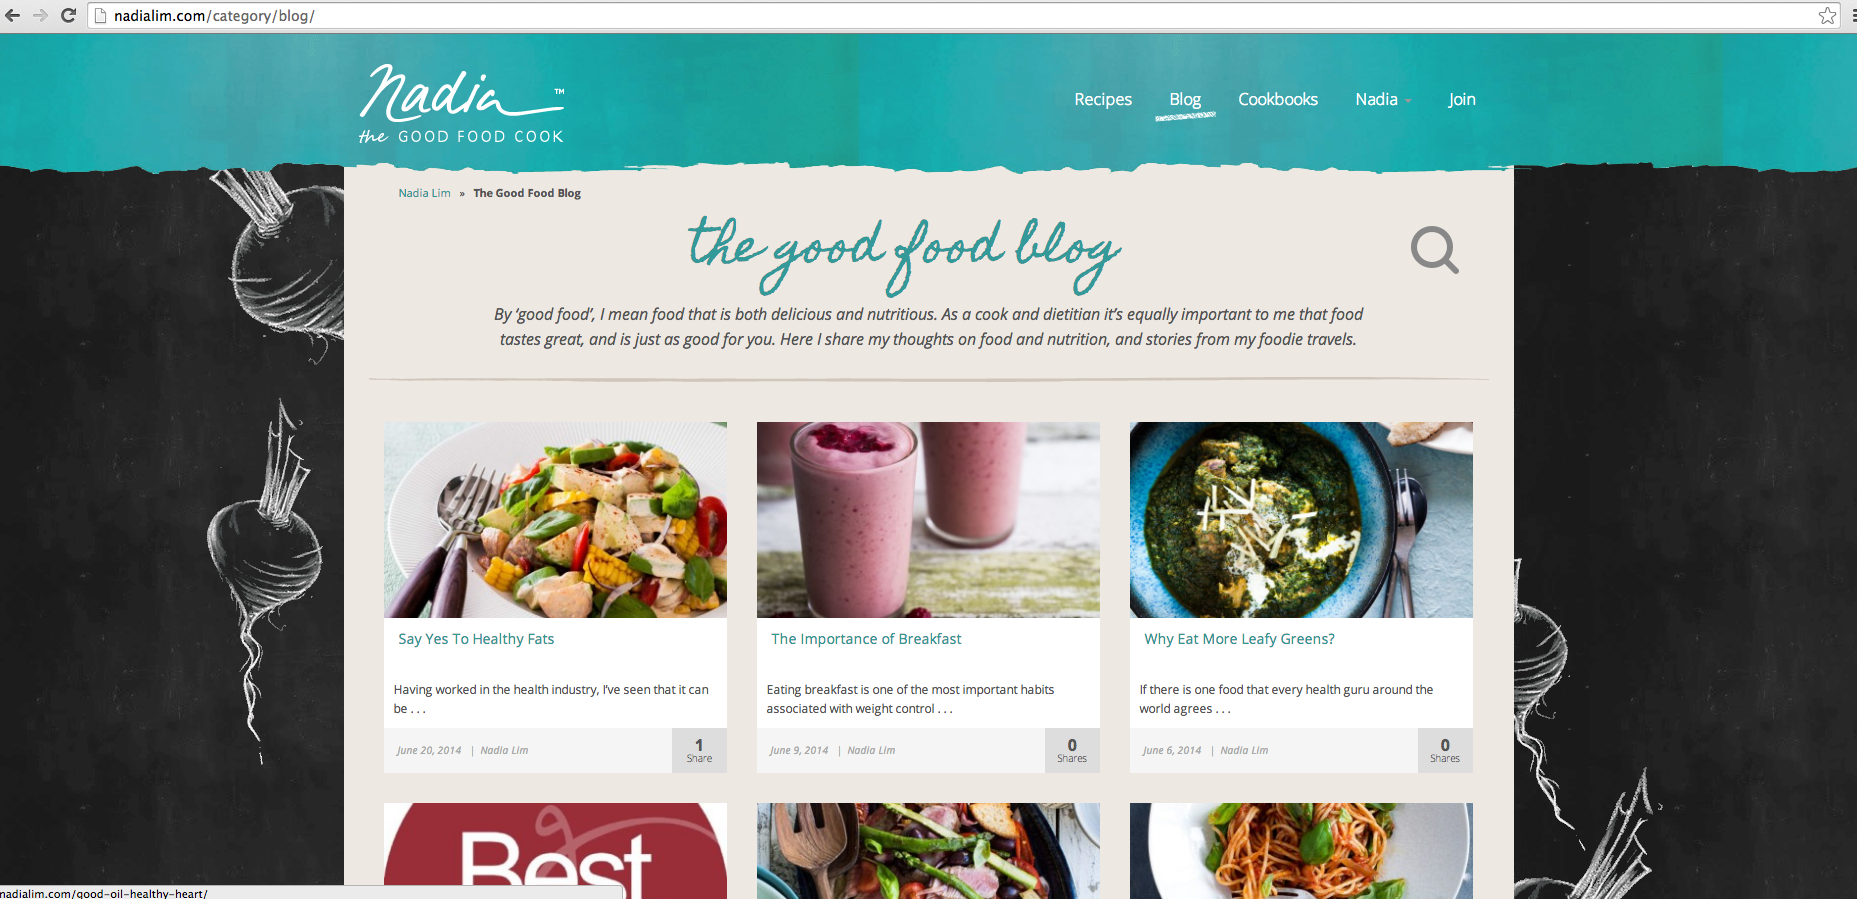 nadialim.com/category/blog/
Nadia ™
the GOOD FOOD COOK
Recipes Blog Cookbooks Nadia Join
Nadia Lim » The Good Food Blog
the good food blog
By ‘good food’, I mean food that is both delicious and nutritious. As a cook and dietitian it’s equally important to me that food
tastes great, and is just as good for you. Here I share my thoughts on food and nutrition, and stories from my foodie travels.
Say Yes To Healthy Fats
Having worked in the health industry, I’ve seen that it can
be . . .
June 20, 2014 | Nadia Lim
1
Share
The Importance of Breakfast
Eating breakfast is one of the most important habits
associated with weight control . . .
June 9, 2014 | Nadia Lim
0
Shares
Why Eat More Leafy Greens?
If there is one food that every health guru around the
world agrees . . .
June 6, 2014 | Nadia Lim
0
Shares
Best
nadialim.com/good-oil-healthy-heart/